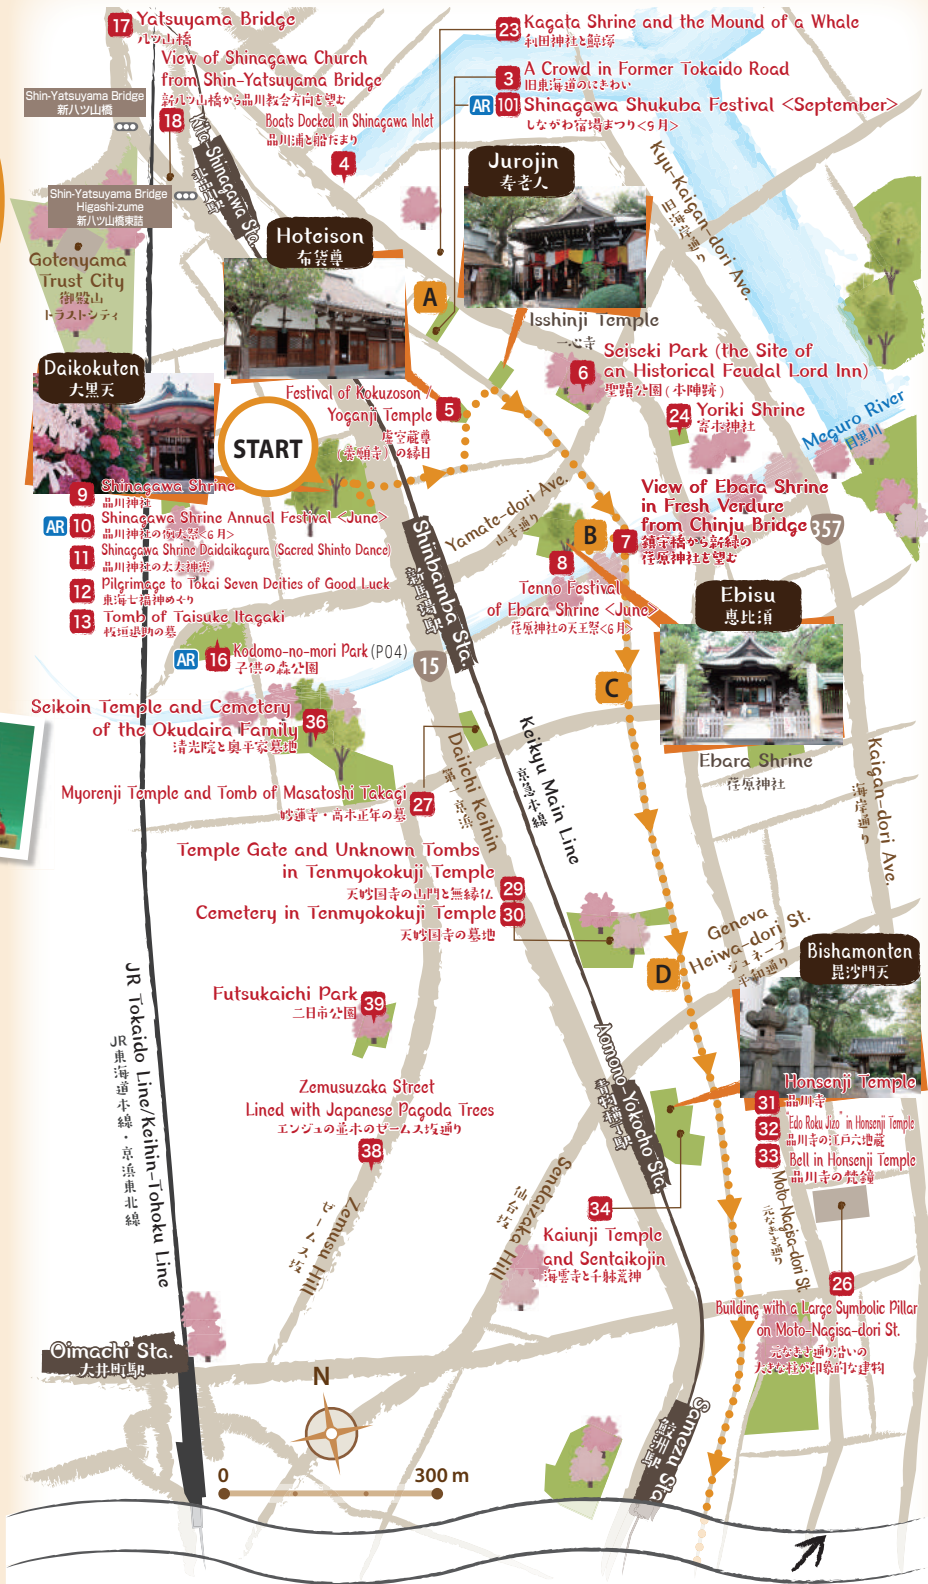 17 Yatsuyama Bridge
八ツ山橋
View of Shinagawa Church
from Shin-Yatsuyama Bridge
新八ツ山橋から品川教会方向を望む
18
Shin-Yatsuyama Bridge
新八ツ山橋
Boats Docked in Shinagawa Inlet
品川浦と船だまり
4
23 Kagata Shrine and the Mound of a Whale
利田神社と鯨塚
3 A Crowd in Former Tokaido Road
旧東海道のにぎわい
AR 101 Shinagawa Shukuba Festival <September>
しながわ宿場まつり<9月>
Kita-Shinagawa Sta.
北品川駅
Shin-Yatsuyama Bridge
Higashi-zume
新八ツ山橋東詰
Gotenyama
Trust City
御殿山
トラストシティ
Jurojin
寿老人
Kyu-Kaigan-dori Ave.
旧海岸通り
Hoteison
布袋尊
A
Isshinji Temple
一心寺
Daikokuten
大黒天
Seiseki Park (the Site of
an Historical Feudal Lord Inn)
聖蹟公園(本陣跡)
6
Festival of Kokuzoson /
Yoganji Temple
虚空蔵尊
(養願寺)の縁日
5
24 Yoriki Shrine
寄木神社
Meguro River
目黒川
START
9 Shinagawa Shrine
品川神社
AR 10 Shinagawa Shrine Annual Festival <June>
品川神社の例大祭<6月>
11 Shinagawa Shrine Daidaikagura (Sacred Shinto Dance)
品川神社の太太神楽
12 Pilgrimage to Tokai Seven Deities of Good Luck
東海七福神めぐり
13 Tomb of Taisuke Itagaki
板垣退助の墓
Yamate-dori Ave.
山手通り
View of Ebara Shrine
in Fresh Verdure
from Chinju Bridge
鎮守橋から新緑の
荏原神社を望む
7
357
B
8
Tenno Festival
of Ebara Shrine <June>
荏原神社の天王祭<6月>
Shinbamba Sta.
新馬場駅
Ebisu
恵比須
AR 16 Kodomo-no-mori Park (P04)
子供の森公園
15
C
Seikoin Temple and Cemetery
of the Okudaira Family
清光院と奥平家墓地
36
Ebara Shrine
荏原神社
Keikyu Main Line
京急本線
Daiichi Keihin
第一京浜
Kaigan-dori Ave.
海岸通り
Myorenji Temple and Tomb of Masatoshi Takagi
妙蓮寺・高木正年の墓
27
Temple Gate and Unknown Tombs
in Tenmyokokuji Temple
天妙国寺の山門と無縁仏
29
Cemetery in Tenmyokokuji Temple
天妙国寺の墓地
30
Geneva
Heiwa-dori St.
ジュネーブ
平和通り
Bishamonten
毘沙門天
D
Futsukaichi Park
二日市公園
39
JR Tokaido Line/Keihin-Tohoku Line
JR東海道本線・京浜東北線
Aomono-Yokocho Sta.
青物横丁駅
Zemusuzaka Street
Lined with Japanese Pagoda Trees
エンジュの並木のゼームス坂通り
38
Honsenji Temple
31 品川寺
32 "Edo Roku Jizo" in Honsenji Temple
品川寺の江戸六地蔵
33 Bell in Honsenji Temple
品川寺の梵鐘
Zemusu Hill
ゼームス坂
Sendaizaka Hill
仙台坂
34
Kaiunji Temple
and Sentaikojin
海雲寺と千躰荒神
Moto-Nagisa-dori St.
元なぎさ通り
26
Building with a Large Symbolic Pillar
on Moto-Nagisa-dori St.
元なぎさ通り沿いの
大きな柱が印象的な建物
Oimachi Sta.
大井町駅
N
0 300 m
Samezu Sta.
鮫洲駅